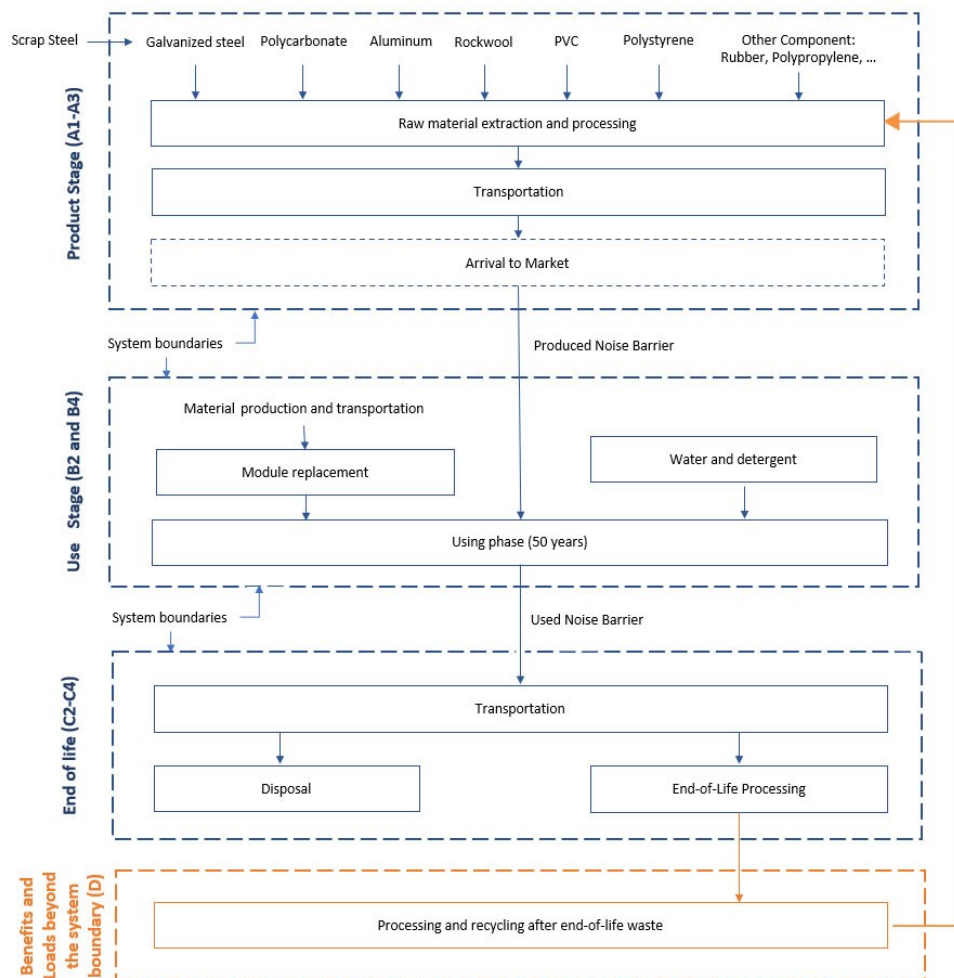 Scrap Steel
Galvanized steel
Polycarbonate
Aluminum
Rockwool
PVC
Polystyrene
Other Component:
Rubber, Polypropylene, ...
Product Stage (A1-A3)
Raw material extraction and processing
Transportation
Arrival to Market
System boundaries
Produced Noise Barrier
Use Stage (B2 and B4)
Material production and transportation
Module replacement
Water and detergent
Using phase (50 years)
System boundaries
Used Noise Barrier
End of life (C2-C4)
Transportation
Disposal
End-of-Life Processing
Benefits and
Loads beyond
the system
boundary (D)
Processing and recycling after end-of-life waste